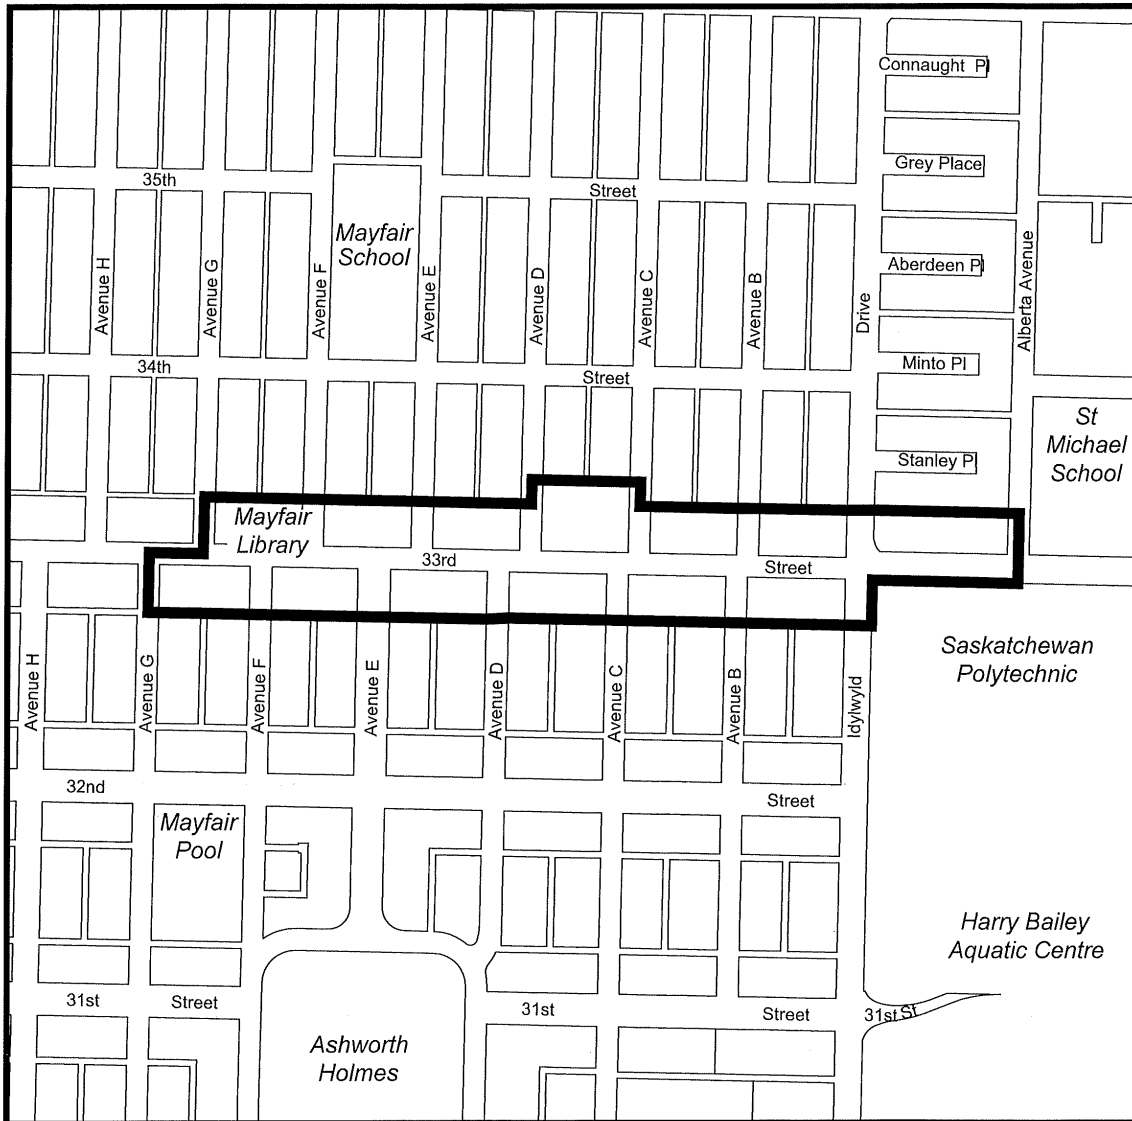 Connaught Pl
Grey Place
35th
Street
Mayfair
School
Avenue H
Avenue G
Avenue F
Avenue E
Avenue D
Avenue C
Avenue B
Drive
Aberdeen Pl
Alberta Avenue
34th
Street
Minto Pl
St
Michael
School
Stanley Pl
Mayfair
Library
33rd
Street
Saskatchewan
Polytechnic
Avenue H
Avenue G
Avenue F
Avenue E
Avenue D
Avenue C
Avenue B
Idylwyld
32nd
Street
Mayfair
Pool
Harry Bailey
Aquatic Centre
31st
Street
31st
Street
31st St
Ashworth
Holmes